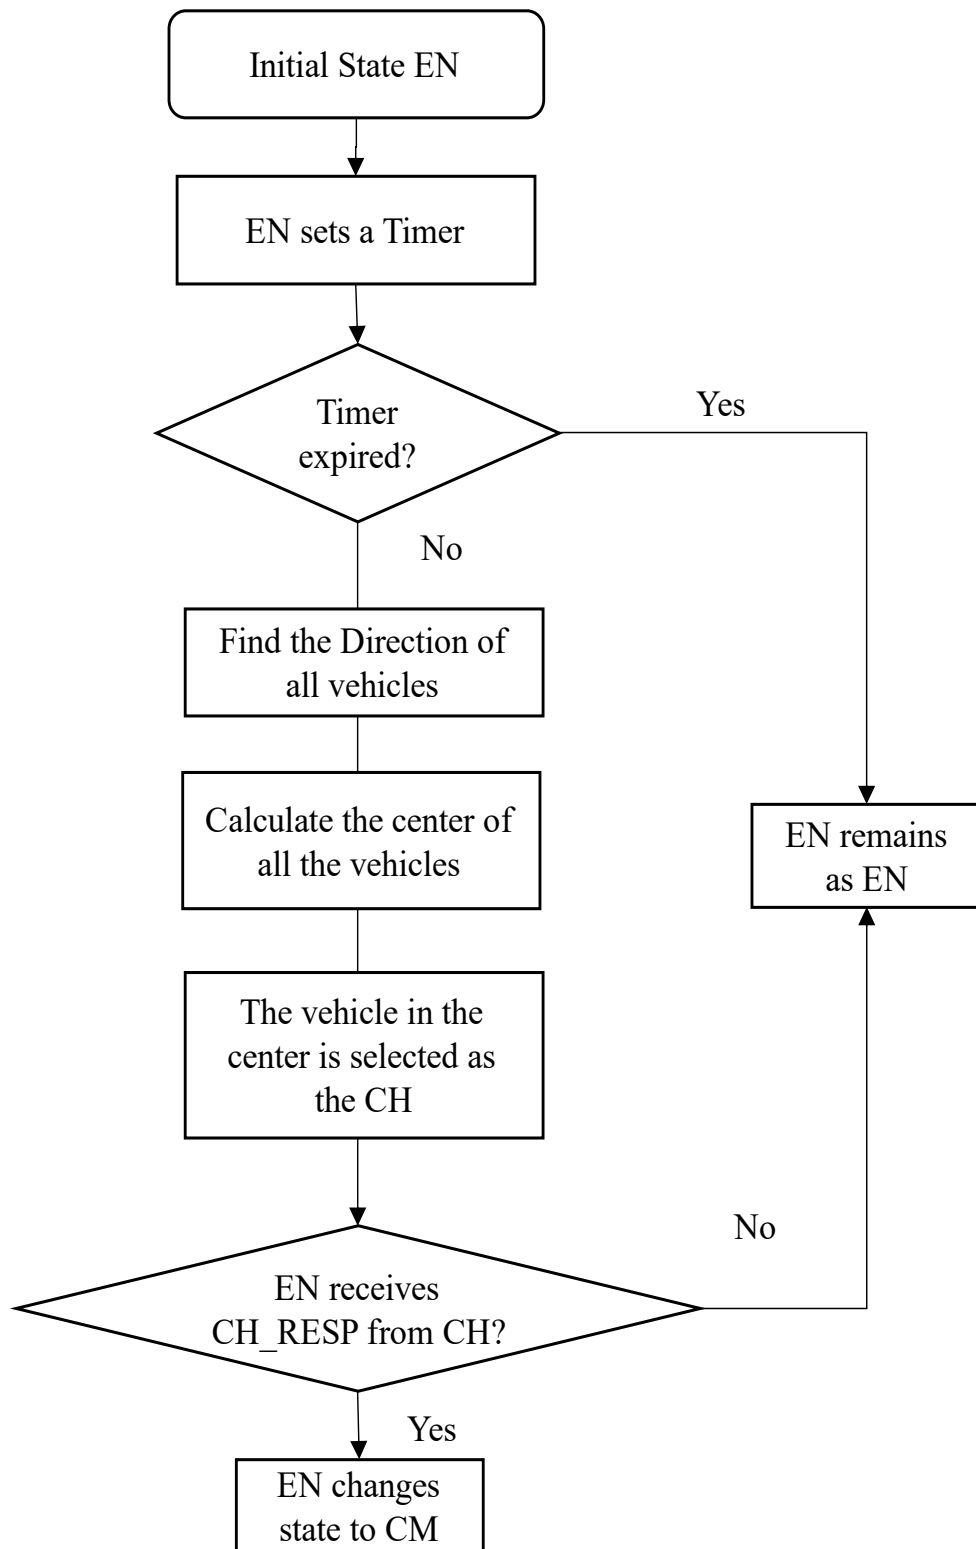 Initial State EN
EN sets a Timer
Timer
expired?
Yes
No
Find the Direction of
all vehicles
Calculate the center of
all the vehicles
EN remains
as EN
The vehicle in the
center is selected as
the CH
No
EN receives
CH_RESP from CH?
Yes
EN changes
state to CM